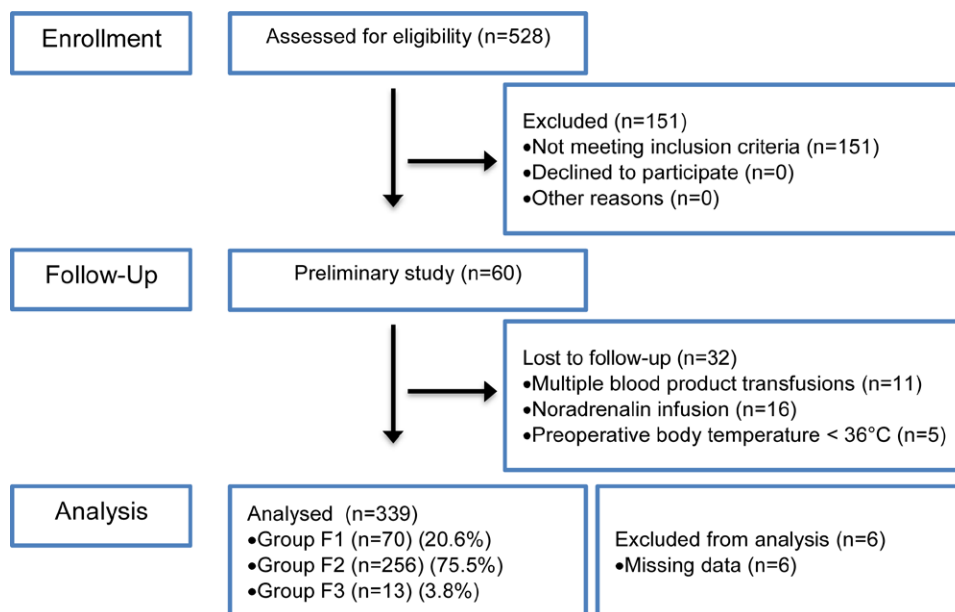 Enrollment
Assessed for eligibility (n=528)
Excluded (n=151)
•Not meeting inclusion criteria (n=151)
•Declined to participate (n=0)
•Other reasons (n=0)
Follow-Up
Preliminary study (n=60)
Lost to follow-up (n=32)
•Multiple blood product transfusions (n=11)
•Noradrenalin infusion (n=16)
•Preoperative body temperature < 36°C (n=5)
Analysis
Analysed  (n=339)
•Group F1 (n=70) (20.6%)
•Group F2 (n=256) (75.5%)
•Group F3 (n=13) (3.8%)
Excluded from analysis (n=6)
•Missing data (n=6)